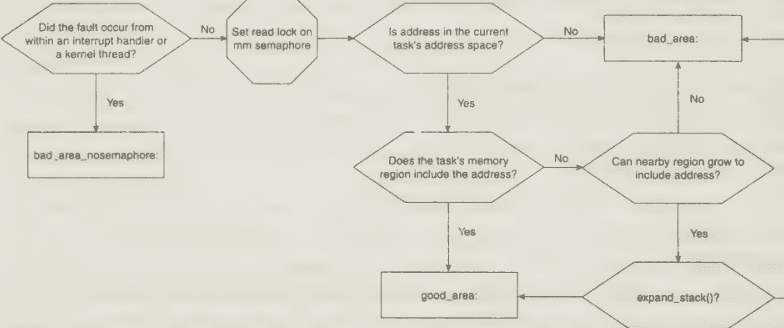 Did the fault occur from
within an interrupt handler or
a kernel thread?
No
Set read lock on
mm semaphore
Is address in the current
task's address space?
No
bad_area:
Yes
Yes
No
bad_area_nosemaphore:
Does the task's memory
region include the address?
No
Can nearby region grow to
include address?
Yes
Yes
good_area:
expand_stack()?